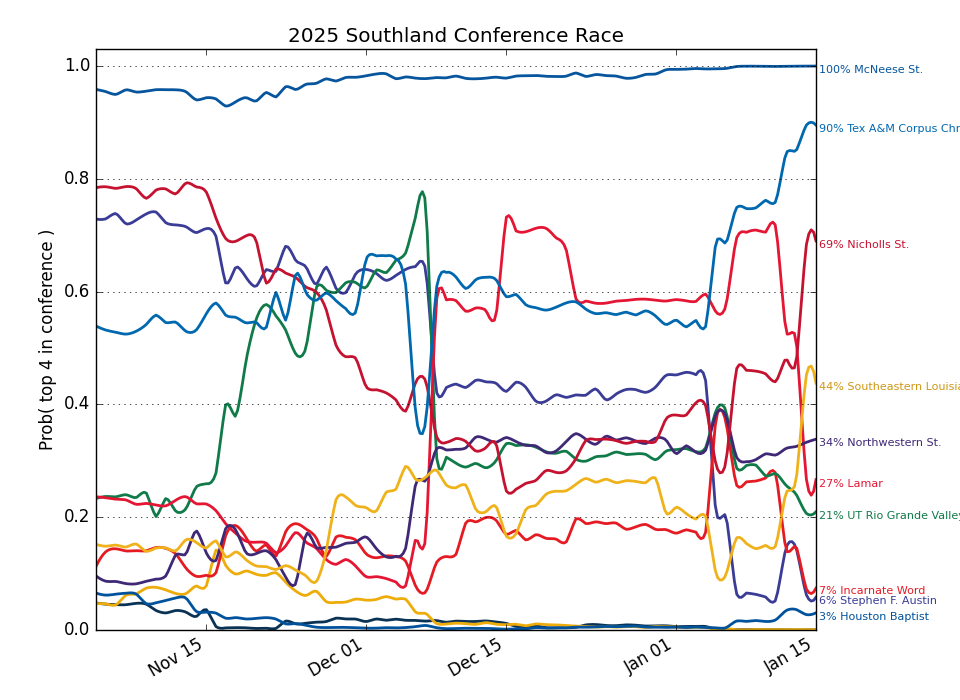 2025 Southland Conference Race
Prob( top 4 in conference )
1.0
0.8
0.6
0.4
0.2
0.0
Nov 15
Dec 01
Dec 15
Jan 01
Jan 15
100% McNeese St.
90% Tex A&M Corpus Chr
69% Nicholls St.
44% Southeastern Louisia
34% Northwestern St.
27% Lamar
21% UT Rio Grande Valley
7% Incarnate Word
6% Stephen F. Austin
3% Houston Baptist